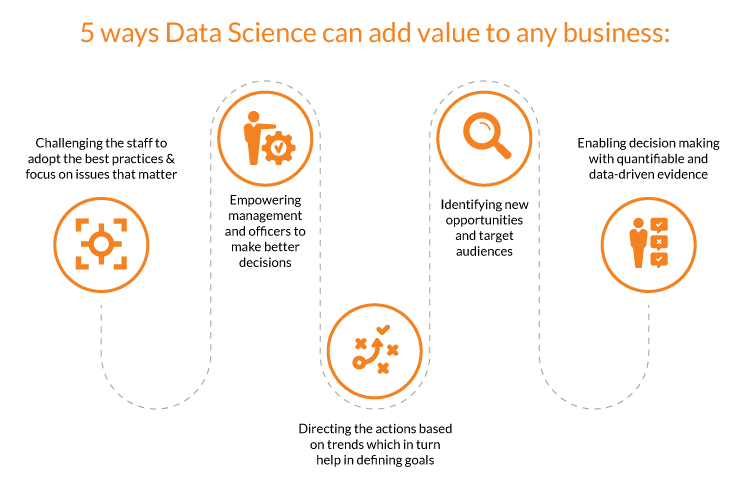 5 ways Data Science can add value to any business:
Challenging the staff to
adopt the best practices &
focus on issues that matter
Empowering
management
and officers to
make better
decisions
Directing the actions based
on trends which in turn
help in defining goals
Identifying new
opportunities
and target
audiences
Enabling decision making
with quantifiable and
data-driven evidence